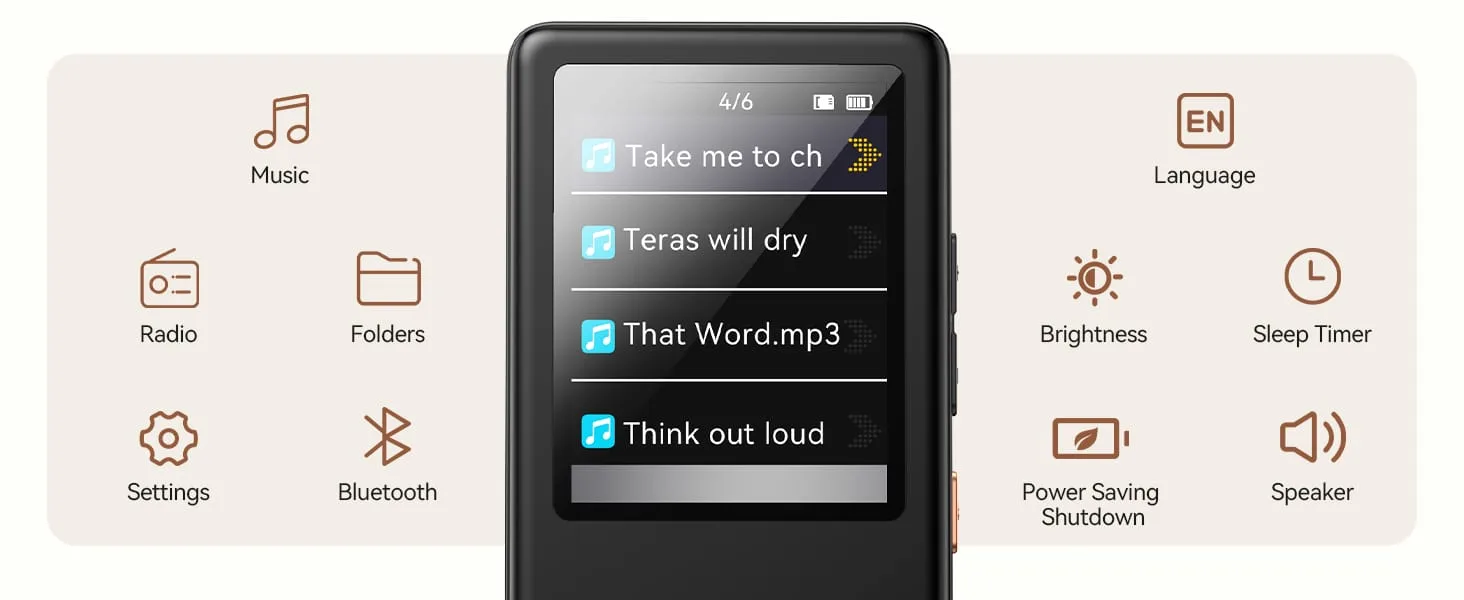 Music
Radio
Folders
Settings
Bluetooth
4/6
Take me to ch
Teras will dry
That Word.mp3
Think out loud
EN
Language
Brightness
Sleep Timer
Power Saving
Shutdown
Speaker